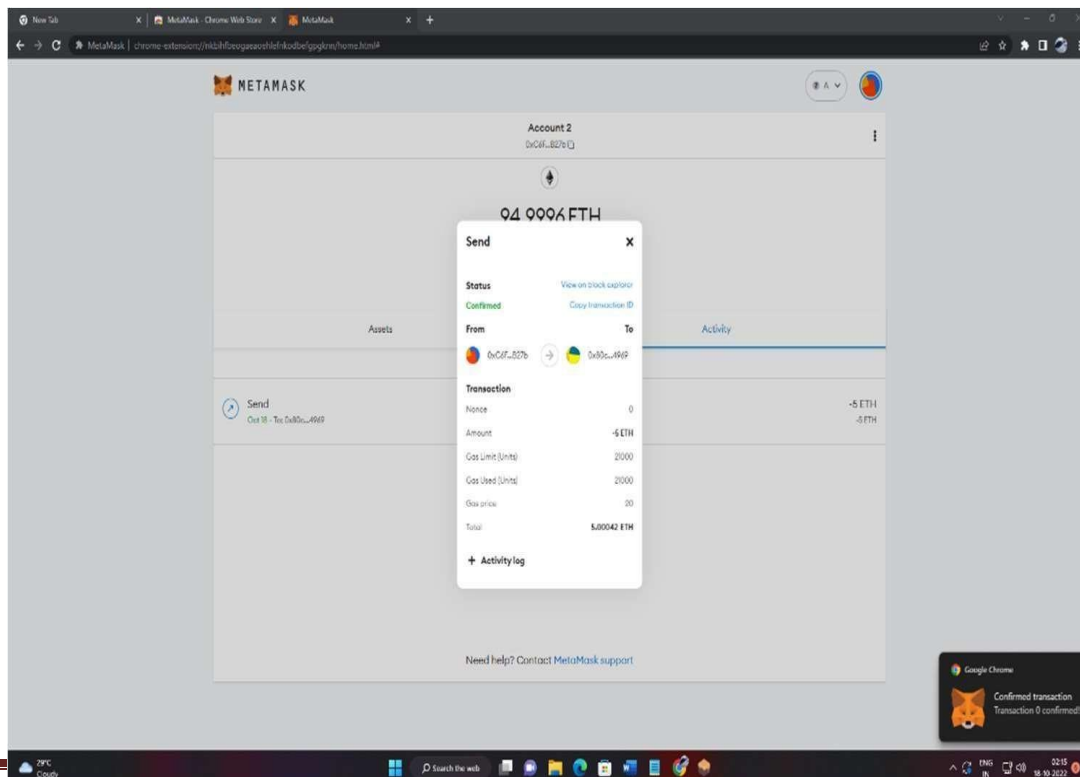 New Tab
MetaMask - Chrome Web Store
MetaMask
MetaMask
METAMASK
A
Account 2
0xC6F...B27b
94.9996 ETH
Send
Status
View on block explorer
Confirmed
Copy transaction ID
From
To
0xC6F...B27b
0x80c...4969
Transaction
Nonce
0
Amount
-5 ETH
Gas Limit (Units)
21000
Gas Used (Units)
21000
Gas price
20
Total
5.00042 ETH
+ Activity log
Assets
Activity
Send
Oct 18 - To: 0x80c...4969
-5 ETH
-5 ETH
Need help? Contact MetaMask support
Google Chrome
Confirmed transaction
Transaction 0 confirmed!
29°C
Cloudy
Search the web
ENG
IN
02:15
18-10-2022